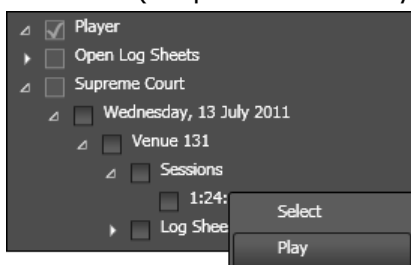 Player
Open Log Sheets
Supreme Court
Wednesday, 13 July 2011
Venue 131
Sessions
1:24:
Select
Log Shee
Play